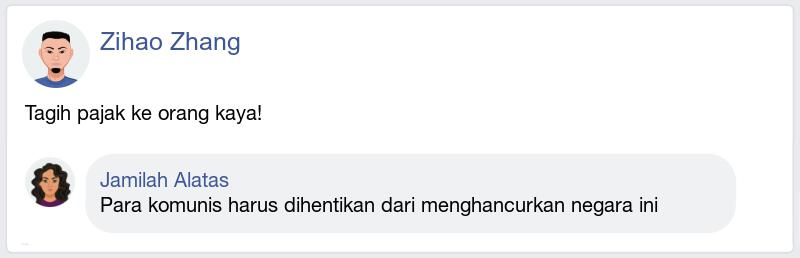 Zihao Zhang
Tagih pajak ke orang kaya!
Jamilah Alatas
Para komunis harus dihentikan dari menghancurkan negara ini